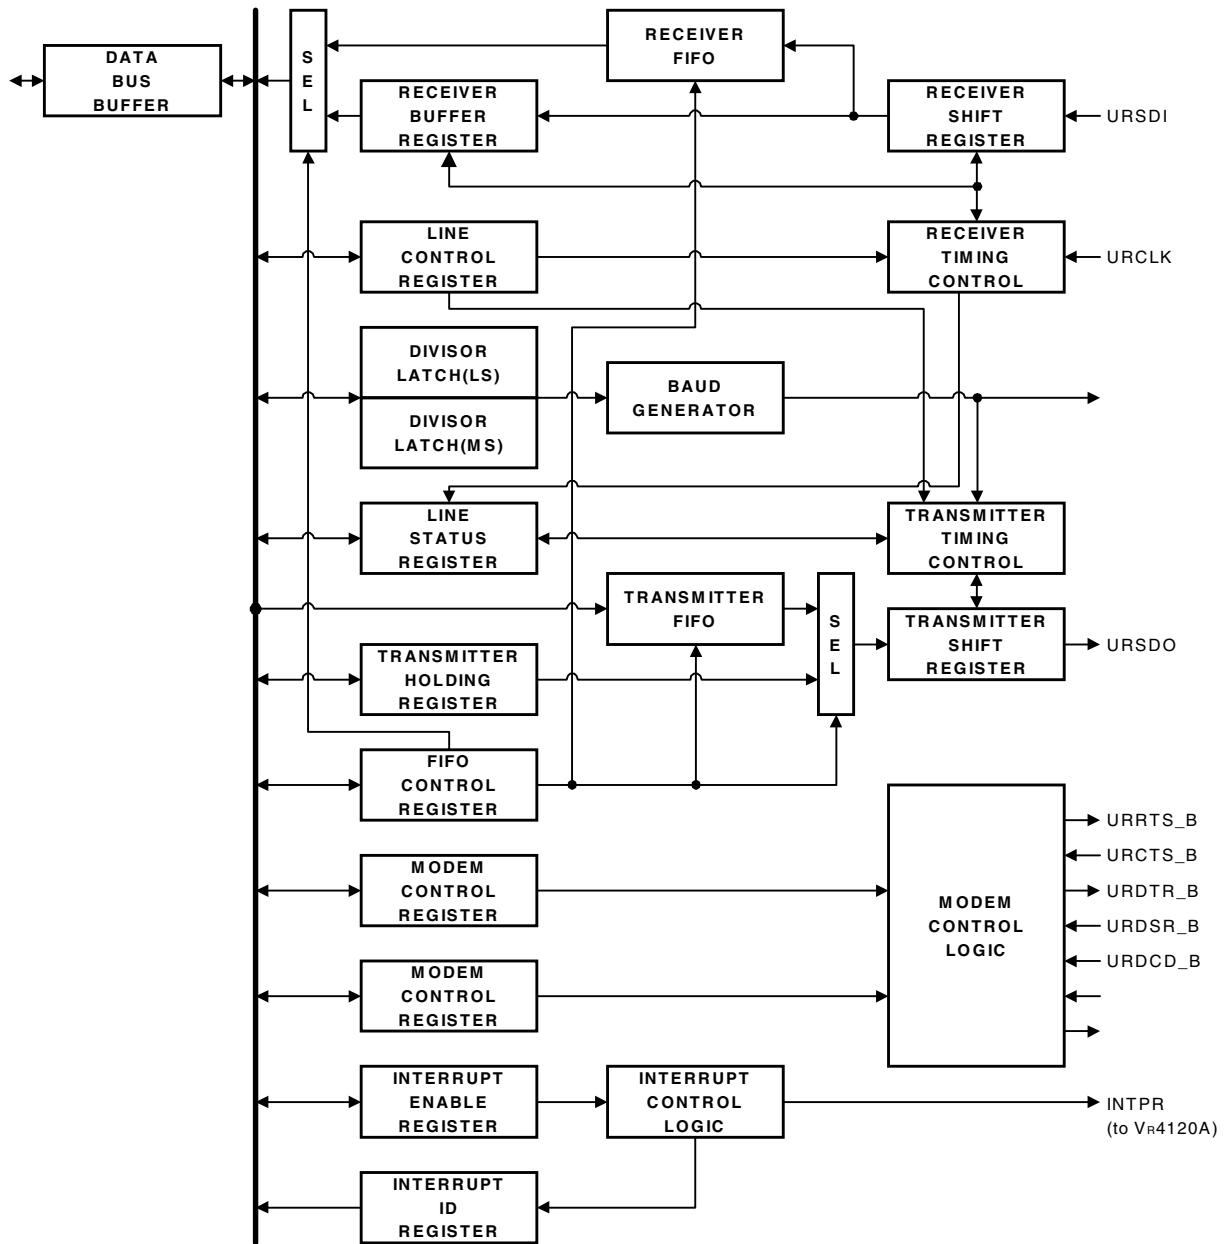 DATA
BUS
BUFFER
S
E
L
RECEIVER
FIFO
RECEIVER
BUFFER
REGISTER
RECEIVER
SHIFT
REGISTER
URSDI
LINE
CONTROL
REGISTER
RECEIVER
TIMING
CONTROL
URCLK
DIVISOR
LATCH(LS)
DIVISOR
LATCH(MS)
BAUD
GENERATOR
LINE
STATUS
REGISTER
TRANSMITTER
TIMING
CONTROL
TRANSMITTER
FIFO
S
E
L
TRANSMITTER
SHIFT
REGISTER
URSDO
TRANSMITTER
HOLDING
REGISTER
FIFO
CONTROL
REGISTER
MODEM
CONTROL
REGISTER
MODEM
CONTROL
REGISTER
MODEM
CONTROL
LOGIC
URRTS_B
URCTS_B
URDTR_B
URDSR_B
URDCD_B
INTERRUPT
ENABLE
REGISTER
INTERRUPT
CONTROL
LOGIC
INTPR
(to VR4120A)
INTERRUPT
ID
REGISTER